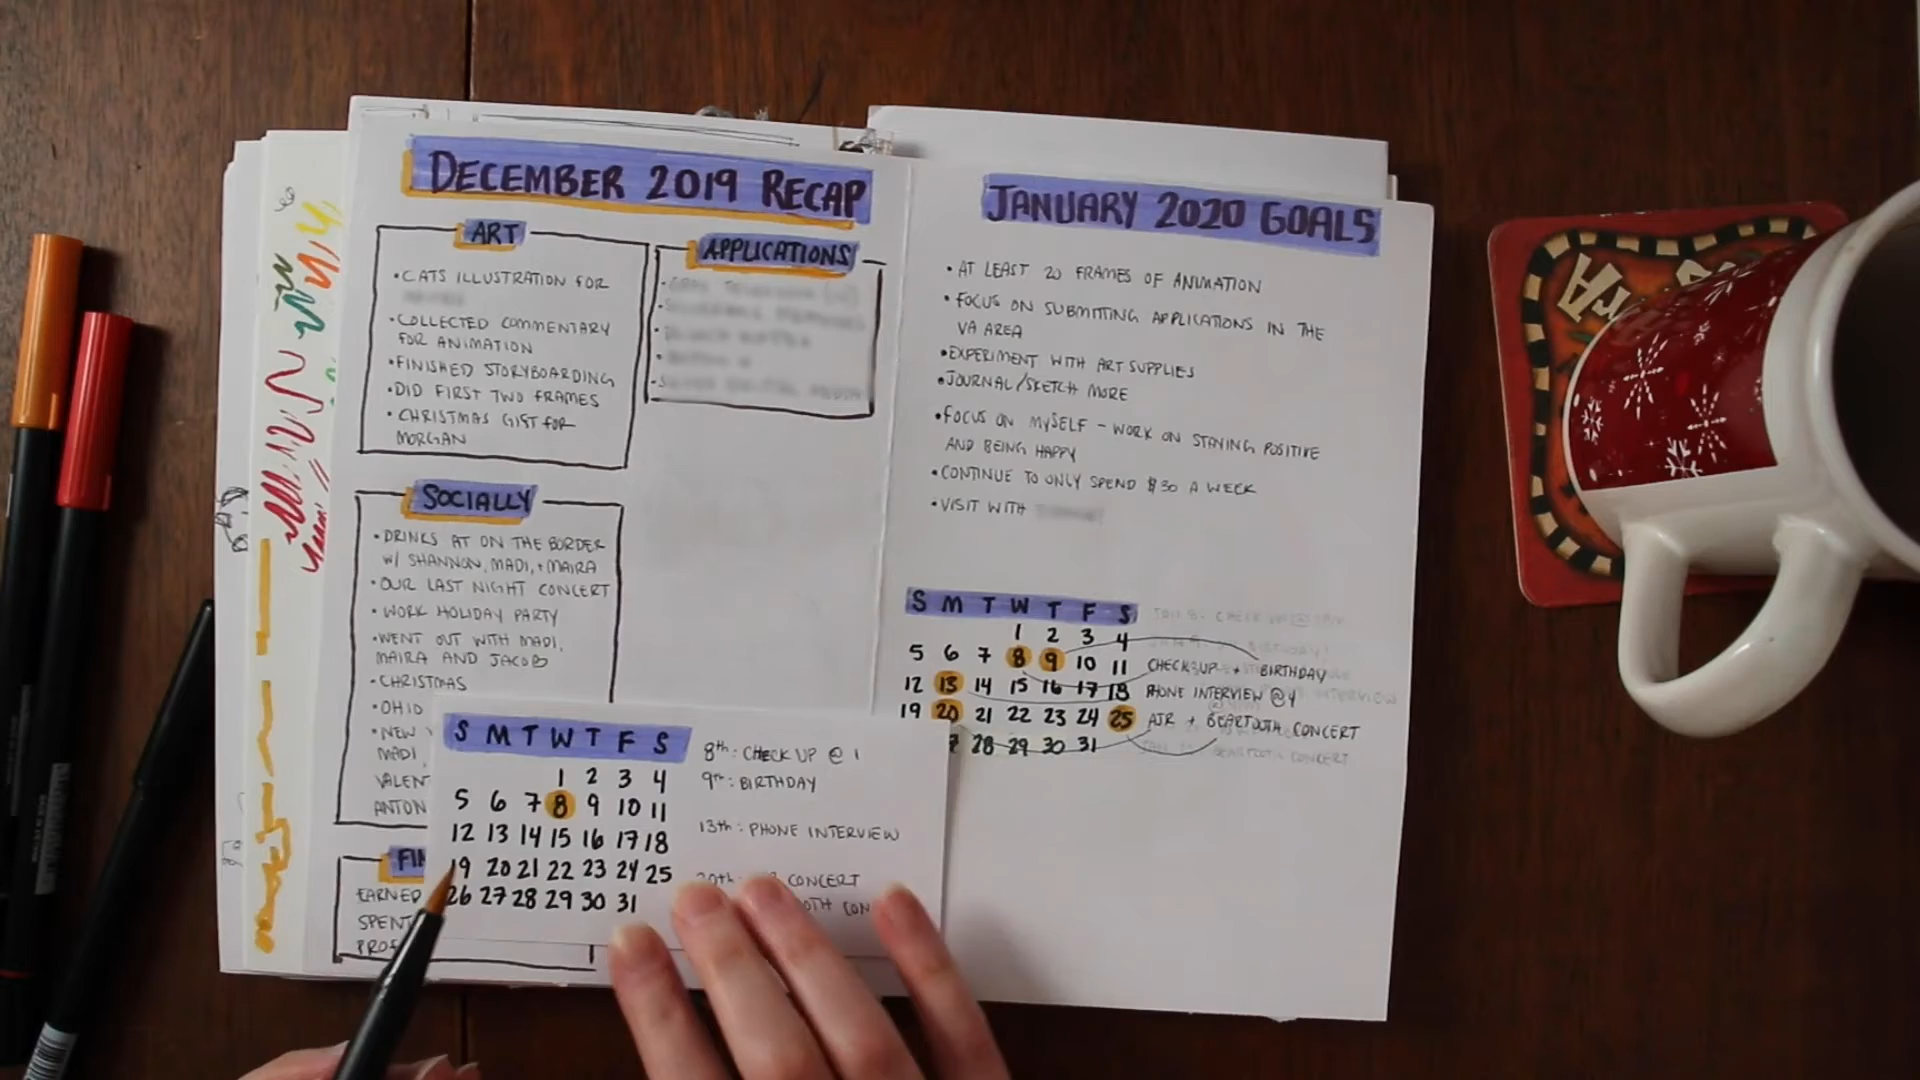 DECEMBER 2019 RECAP
ART
• CATS ILLUSTRATION FOR
• COLLECTED COMMENTARY
FOR ANIMATION
• FINISHED STORYBOARDING
• DID FIRST TWO FRAMES
• CHRISTMAS GIFT FOR
MORGAN
APPLICATIONS
SOCIALLY
• DRINKS AT ON THE BORDER
W/ SHANNON, MADI, + MAIRA
• OUR LAST NIGHT CONCERT
• WORK HOLIDAY PARTY
• WENT OUT WITH MADI,
MAIRA AND JACOB
• CHRISTMAS
• OHIO
• NEW
MADI,
VALENT
ANTON
FIN
EARNED
SPENT
PROF
S M T W T F S
1 2 3 4
5 6 7 8 9 10 11
12 13 14 15 16 17 18
19 20 21 22 23 24 25
26 27 28 29 30 31
8th: CHECK UP @ 1
9th: BIRTHDAY
13th: PHONE INTERVIEW
20th: CONCERT
JANUARY 2020 GOALS
• AT LEAST 20 FRAMES OF ANIMATION
• FOCUS ON SUBMITTING APPLICATIONS IN THE
VA AREA
• EXPERIMENT WITH ART SUPPLIES
• JOURNAL/SKETCH MORE
• FOCUS ON MYSELF – WORK ON STAYING POSITIVE
AND BEING HAPPY
• CONTINUE TO ONLY SPEND $30 A WEEK
• VISIT WITH
S M T W T F S
1 2 3 4
5 6 7 8 9 10 11
12 13 14 15 16 17 18
19 20 21 22 23 24 25
28 29 30 31
CHECK UP + BIRTHDAY
PHONE INTERVIEW @ 4
AJR + BEARTOOTH CONCERT